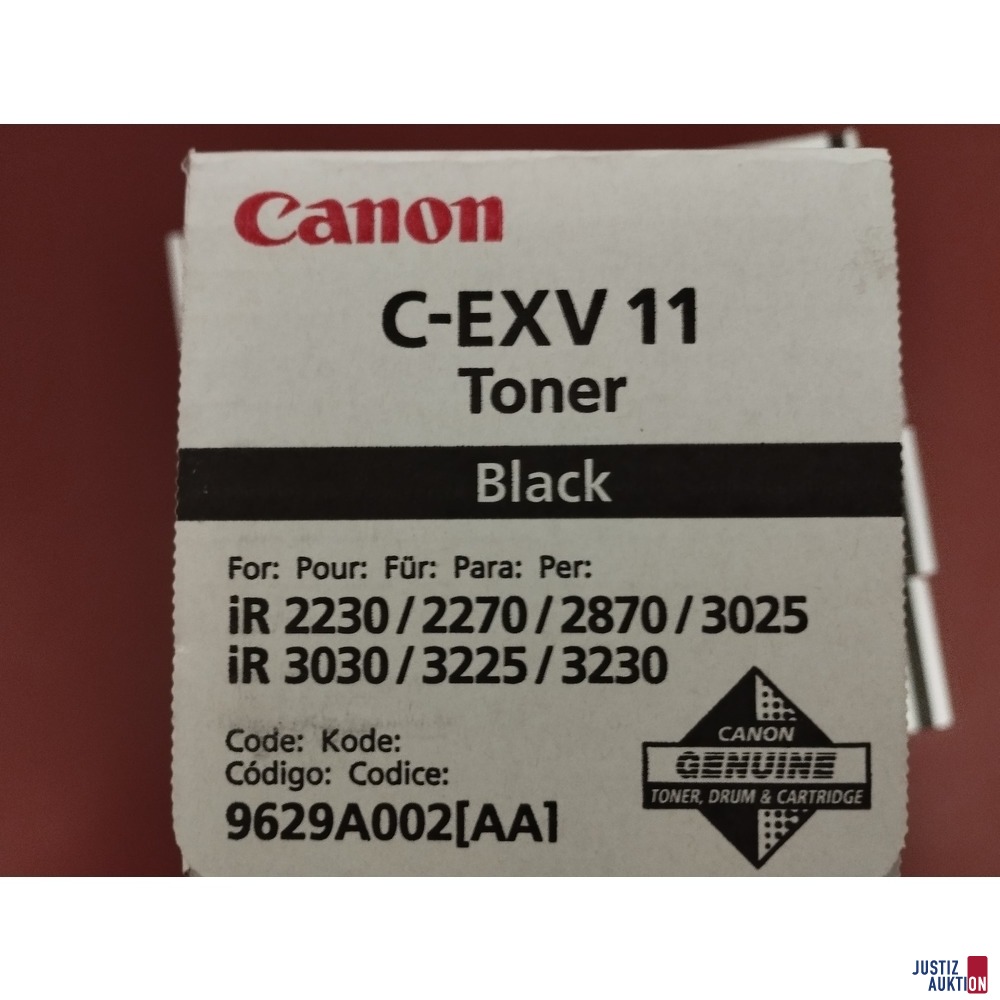 Canon
C-EXV 11
Toner
Black
For: Pour: Für: Para: Per:
iR 2230 / 2270 / 2870 / 3025
iR 3030 / 3225 / 3230
Code: Kode:
Código: Codice:
9629A002[AA]
CANON
GENUINE
TONER, DRUM & CARTRIDGE
JUSTIZ
AUKTION